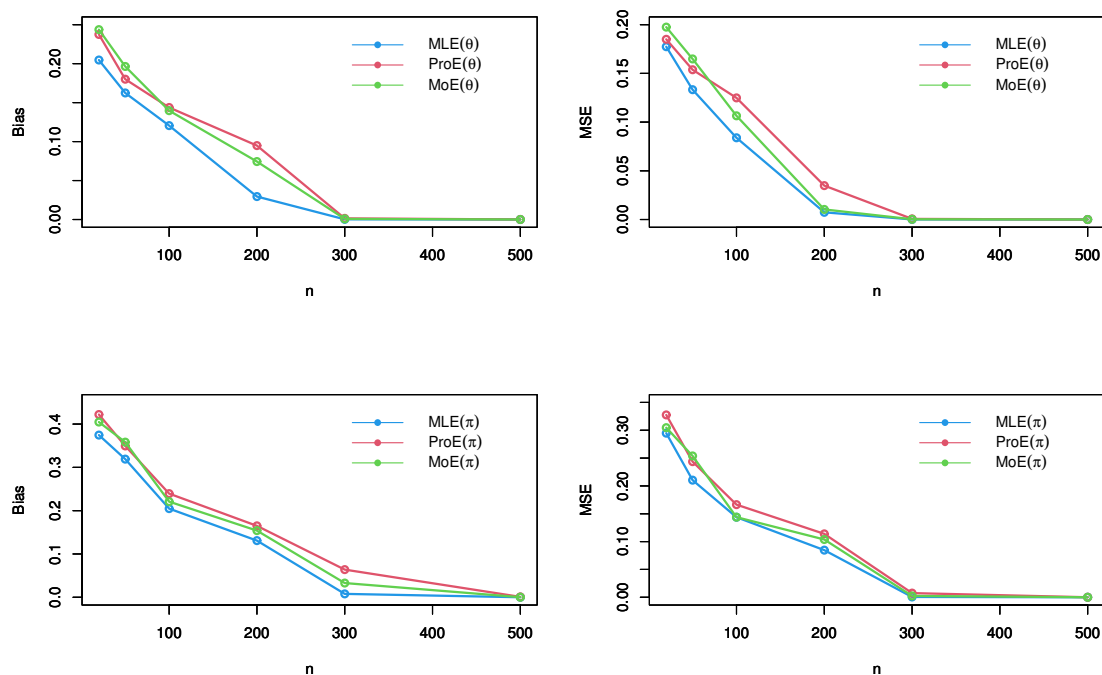 Bias
0.00 0.10 0.20
MLE(θ)
ProE(θ)
MoE(θ)
100 200 300 400 500
n
MSE
0.00 0.05 0.10 0.15 0.20
MLE(θ)
ProE(θ)
MoE(θ)
100 200 300 400 500
n
Bias
0.0 0.1 0.2 0.3 0.4
MLE(π)
ProE(π)
MoE(π)
100 200 300 400 500
n
MSE
0.00 0.10 0.20 0.30
MLE(π)
ProE(π)
MoE(π)
100 200 300 400 500
n